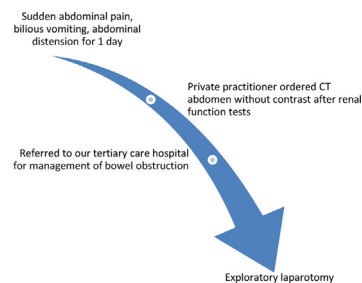 Sudden abdominal pain,
bilious vomiting, abdominal
distension for 1 day
Private practitioner ordered CT
abdomen without contrast after renal
function tests
Referred to our tertiary care hospital
for management of bowel obstruction
Exploratory laparotomy